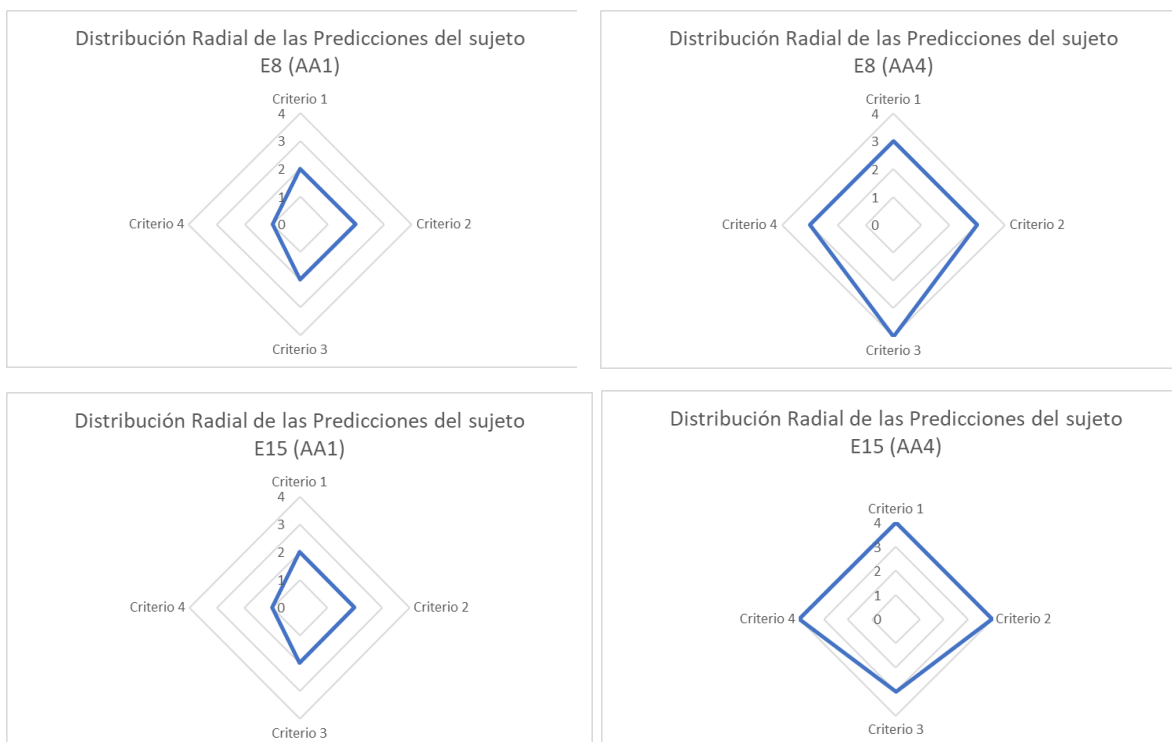 Distribución Radial de las Predicciones del sujeto
E8 (AA1)
Criterio 1
4
3
2
1
0
Criterio 4
Criterio 2
Criterio 3
Distribución Radial de las Predicciones del sujeto
E8 (AA4)
Criterio 1
4
3
2
1
0
Criterio 4
Criterio 2
Criterio 3
Distribución Radial de las Predicciones del sujeto
E15 (AA1)
Criterio 1
4
3
2
1
0
Criterio 4
Criterio 2
Criterio 3
Distribución Radial de las Predicciones del sujeto
E15 (AA4)
Criterio 1
4
3
2
1
0
Criterio 4
Criterio 2
Criterio 3